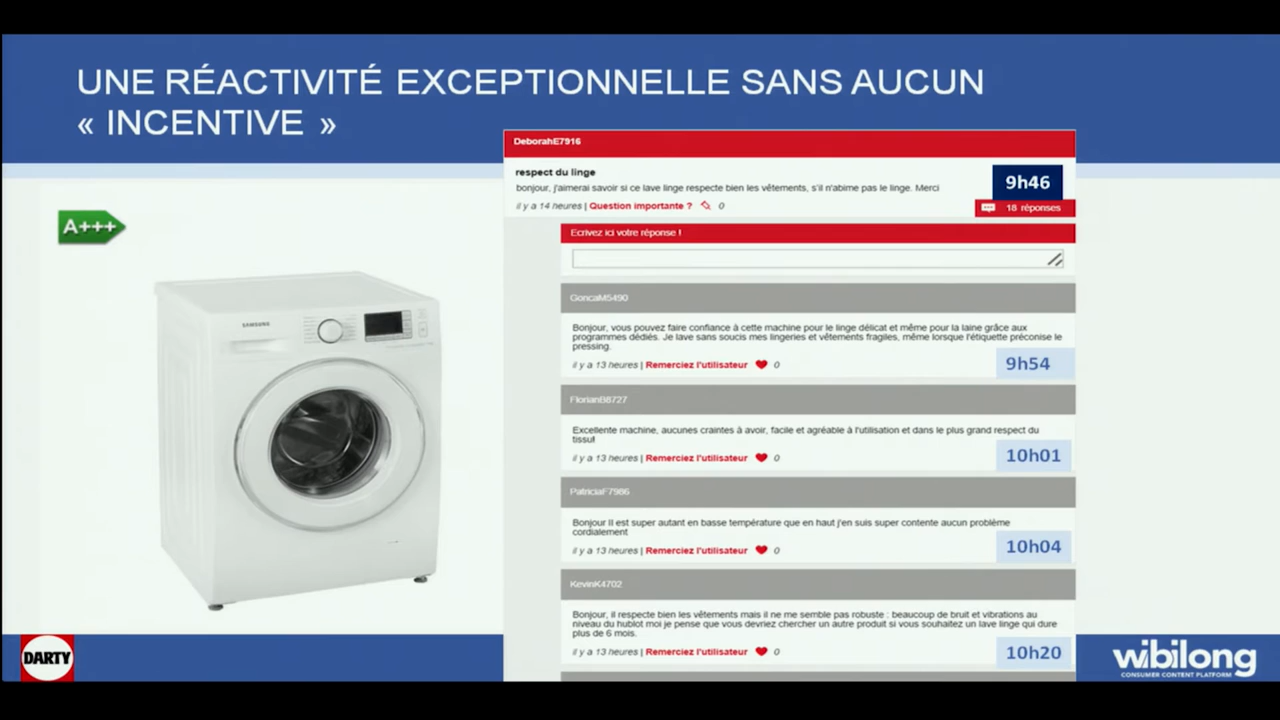 UNE RÉACTIVITÉ EXCEPTIONNELLE SANS AUCUN
« INCENTIVE »
A+++
SAMSUNG
DeborahE7916
respect du linge
bonjour, j'aimerai savoir si ce lave linge respecte bien les vêtements, s'il n'abime pas le linge. Merci
9h46
il y a 14 heures | Question importante ? 0
18 réponses
Ecrivez ici votre réponse !
GoncaM5490
Bonjour, vous pouvez faire confiance à cette machine pour le linge délicat et même pour la laine grâce aux
programmes dédiés. Je lave sans soucis mes lingeries et vêtements fragiles, même lorsque l'étiquette préconise le
pressing.
il y a 13 heures | Remerciez l'utilisateur 0
9h54
FlorianB8727
Excellente machine, aucunes craintes à avoir, facile et agréable à l'utilisation et dans le plus grand respect du
tissu!
il y a 13 heures | Remerciez l'utilisateur 0
10h01
PatriciaF7986
Bonjour Il est super autant en basse température que en haut j'en suis super contente aucun problème
cordialement
il y a 13 heures | Remerciez l'utilisateur 0
10h04
KevinK4702
Bonjour, il respecte bien les vêtements mais il ne me semble pas robuste : beaucoup de bruit et vibrations au
niveau du hublot moi je pense que vous devriez chercher un autre produit si vous souhaitez un lave linge qui dure
plus de 6 mois.
il y a 13 heures | Remerciez l'utilisateur 0
10h20
DARTY
wibilong
CONSUMER CONTENT PLATFORM